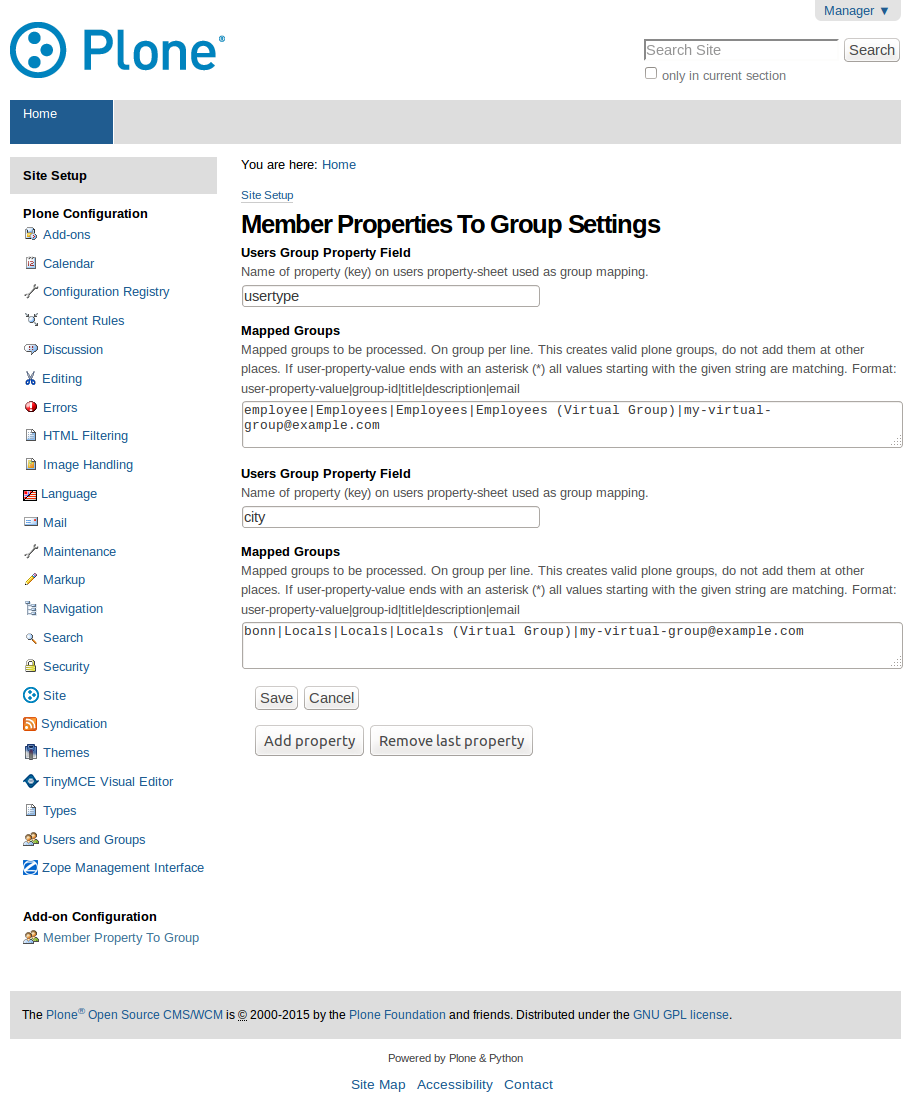 Manager ▼
Plone®
Search Site
Search
only in current section
Home
Site Setup
Plone Configuration
Add-ons
Calendar
Configuration Registry
Content Rules
Discussion
Editing
Errors
HTML Filtering
Image Handling
Language
Mail
Maintenance
Markup
Navigation
Search
Security
Site
Syndication
Themes
TinyMCE Visual Editor
Types
Users and Groups
Zope Management Interface
Add-on Configuration
Member Property To Group
You are here: Home
Site Setup
Member Properties To Group Settings
Users Group Property Field
Name of property (key) on users property-sheet used as group mapping.
usertype
Mapped Groups
Mapped groups to be processed. On group per line. This creates valid plone groups, do not add them at other
places. If user-property-value ends with an asterisk (*) all values starting with the given string are matching. Format:
user-property-value|group-id|title|description|email
employee|Employees|Employees|Employees (Virtual Group)|my-virtual-
group@example.com
Users Group Property Field
Name of property (key) on users property-sheet used as group mapping.
city
Mapped Groups
Mapped groups to be processed. On group per line. This creates valid plone groups, do not add them at other
places. If user-property-value ends with an asterisk (*) all values starting with the given string are matching. Format:
user-property-value|group-id|title|description|email
bonn|Locals|Locals|Locals (Virtual Group)|my-virtual-group@example.com
Save Cancel
Add property Remove last property
The Plone® Open Source CMS/WCM is © 2000-2015 by the Plone Foundation and friends. Distributed under the GNU GPL license.
Powered by Plone & Python
Site Map Accessibility Contact